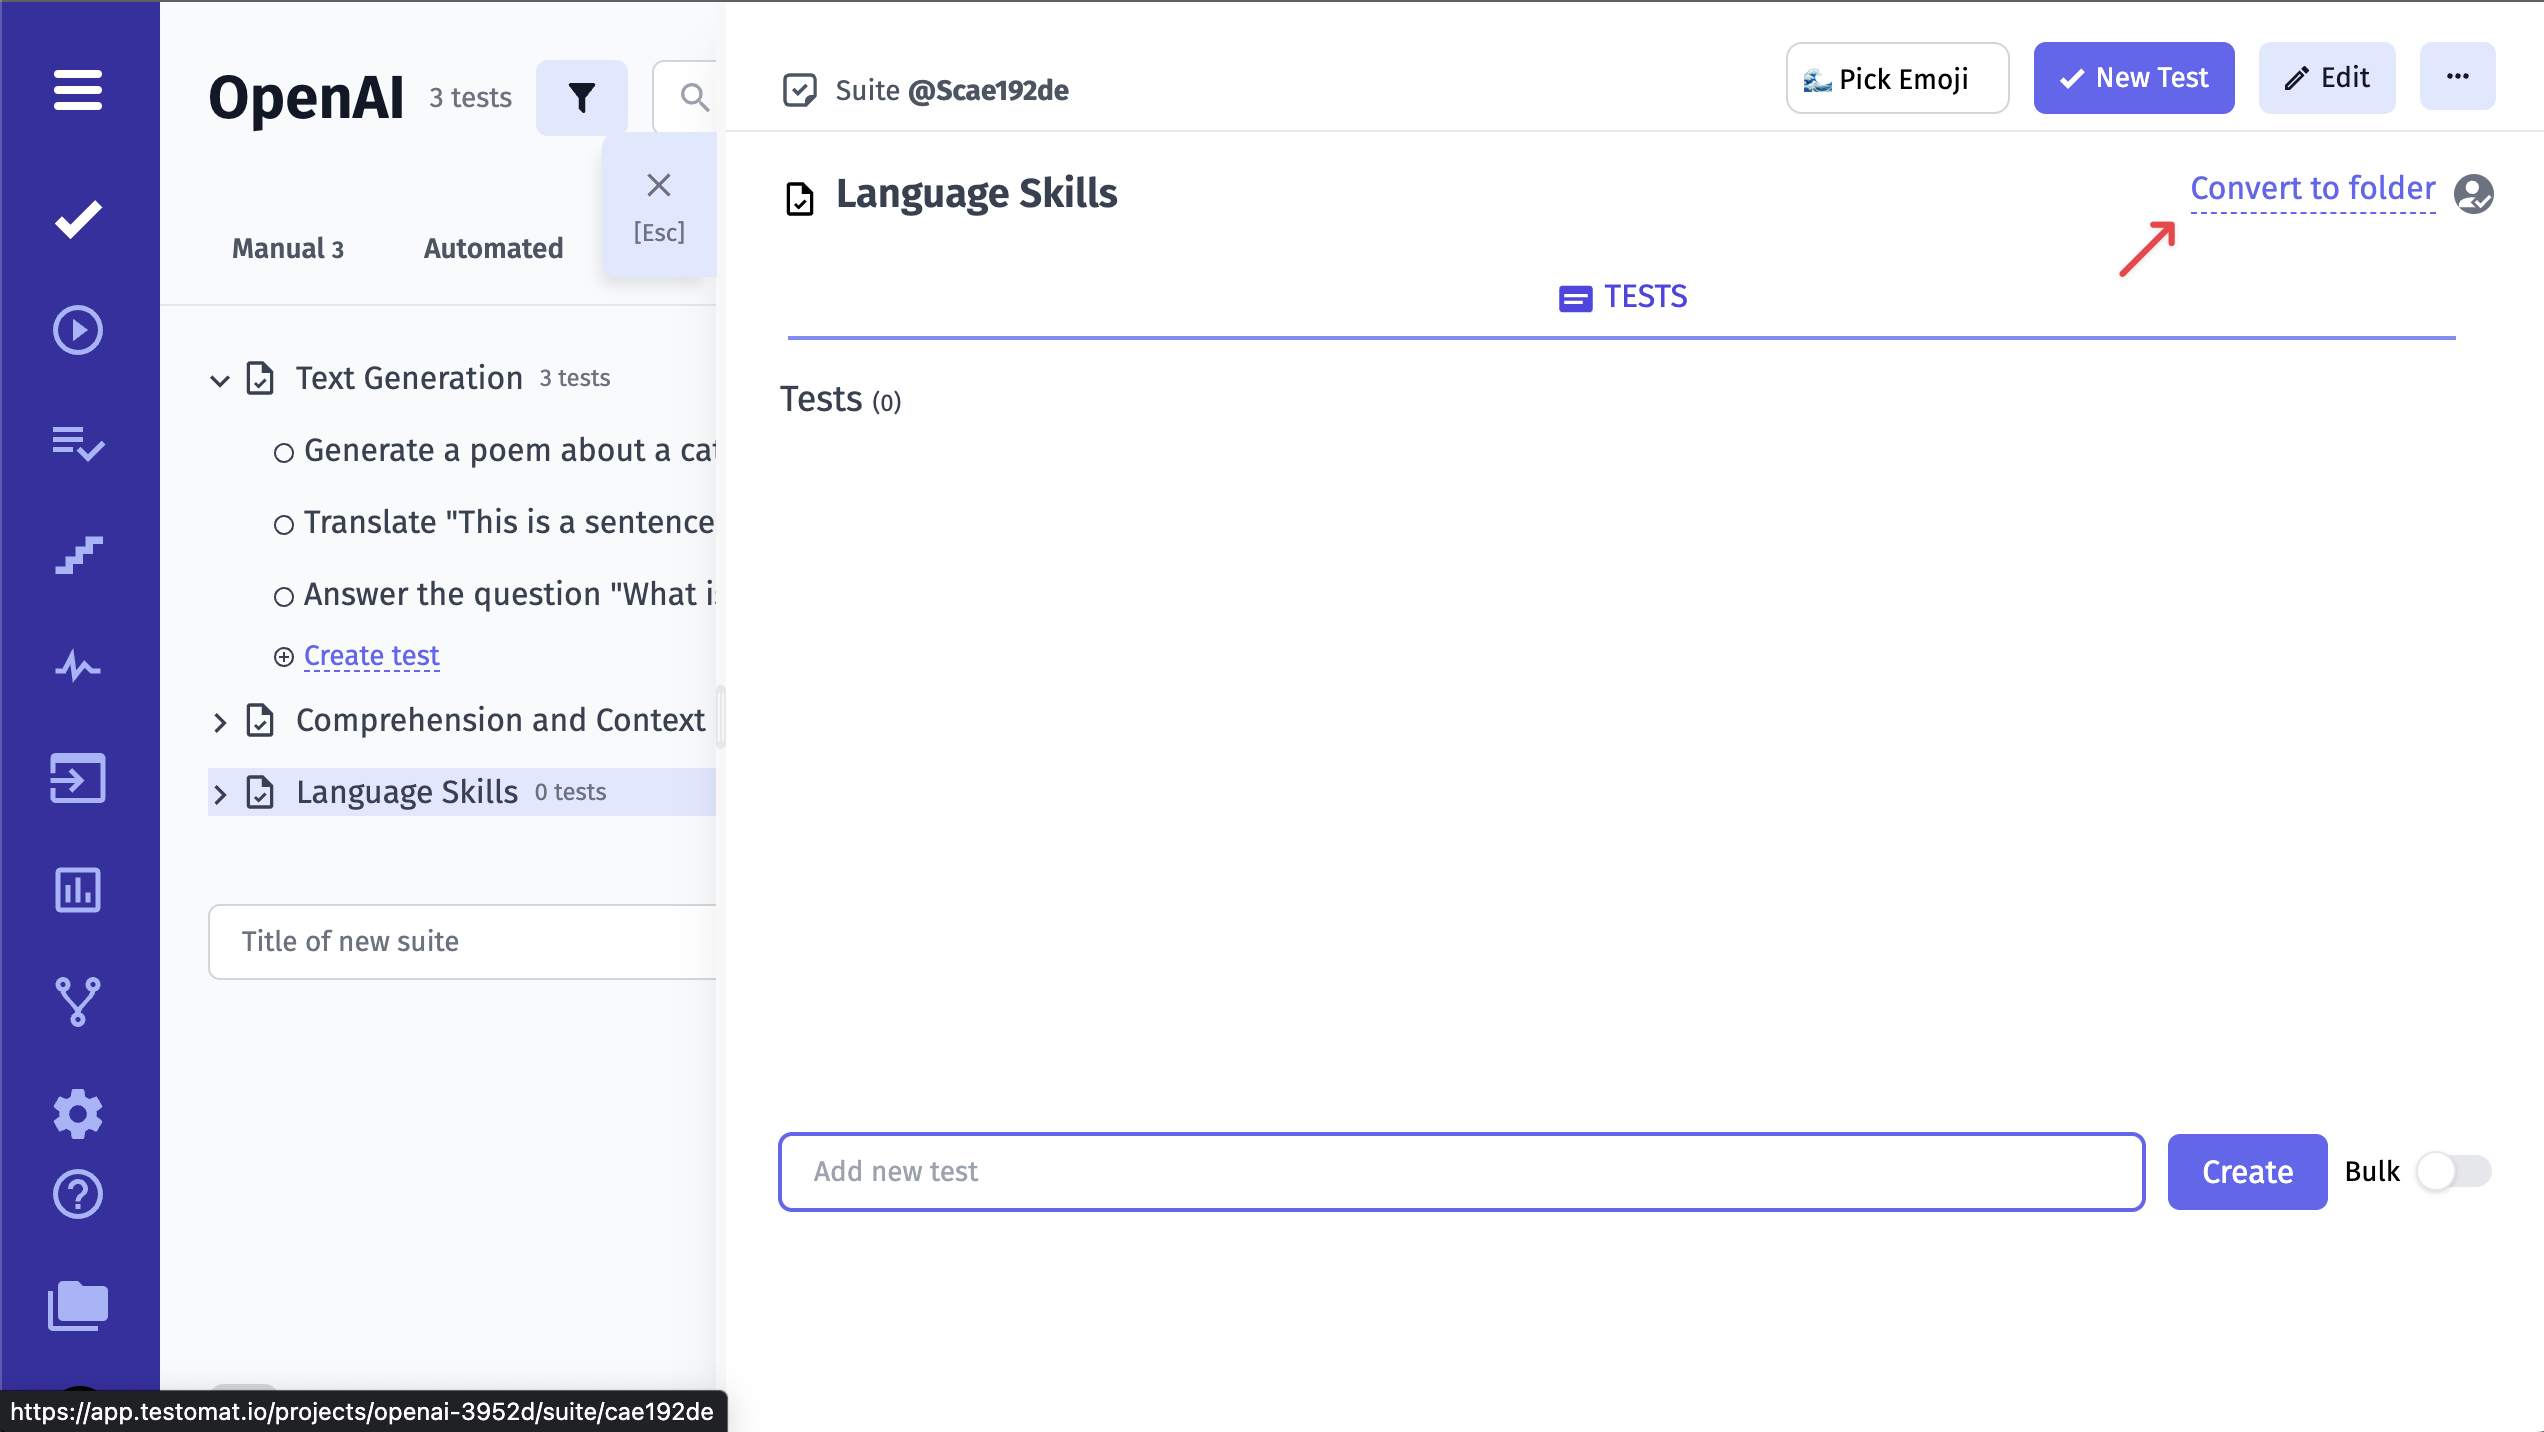 OpenAI 3 tests
[Esc]
Manual 3
Automated
Text Generation 3 tests
Generate a poem about a cat
Translate "This is a sentence
Answer the question "What is
Create test
Comprehension and Context
Language Skills 0 tests
Title of new suite
https://app.testomat.io/projects/openai-3952d/suite/cae192de
Suite @Scae192de
Pick Emoji
New Test
Edit
Language Skills
Convert to folder
TESTS
Tests (0)
Add new test
Create
Bulk